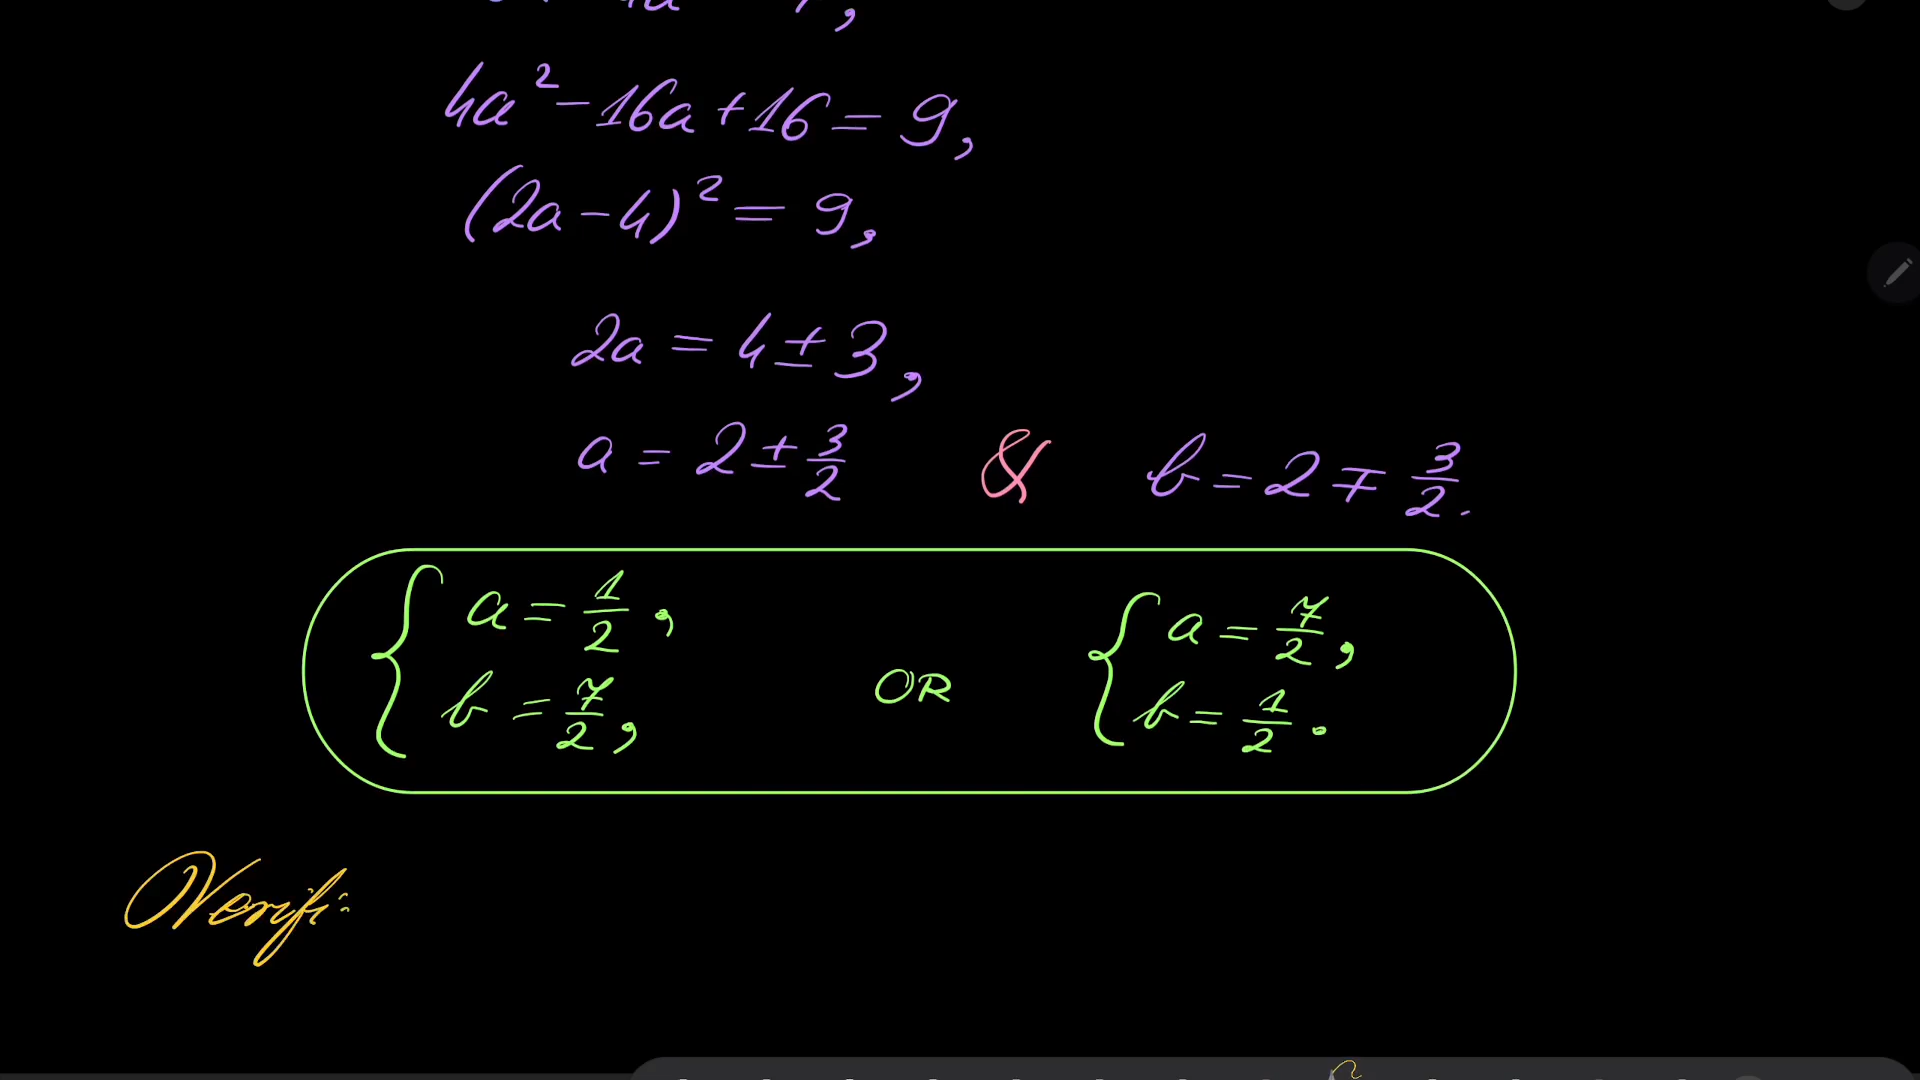 4a² - 16a + 16 = 9,
(2a - 4)² = 9,
2a = 4 ± 3,
a = 2 ± 3/2 & b = 2 ∓ 3/2.
{ a = 1/2, b = 7/2, OR { a = 7/2, b = 1/2.
Verif: